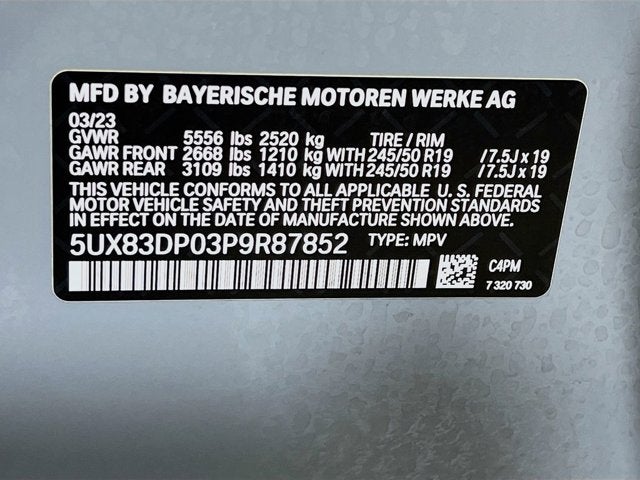 MFD BY BAYERISCHE MOTOREN WERKE AG
03/23
GVWR 5556 lbs 2520 kg TIRE / RIM
GAWR FRONT 2668 lbs 1210 kg WITH 245/50 R19 /7.5J x 19
GAWR REAR 3109 lbs 1410 kg WITH 245/50 R19 /7.5J x 19
THIS VEHICLE CONFORMS TO ALL APPLICABLE U. S. FEDERAL
MOTOR VEHICLE SAFETY AND THEFT PREVENTION STANDARDS
IN EFFECT ON THE DATE OF MANUFACTURE SHOWN ABOVE.
5UX83DP03P9R87852 TYPE: MPV
C4PM
7 320 730